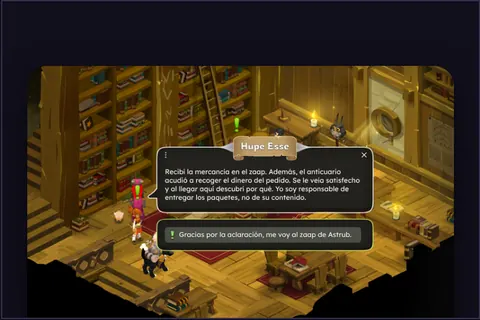 Hupe Esse
Recibí la mercancía en el zaap. Además, el anticuario
acudió a recoger el dinero del pedido. Se le veía satisfecho
y al llegar aquí descubrí por qué. Yo soy responsable de
entregar los paquetes, no de su contenido.
Gracias por la aclaración, me voy al zaap de Astrub.